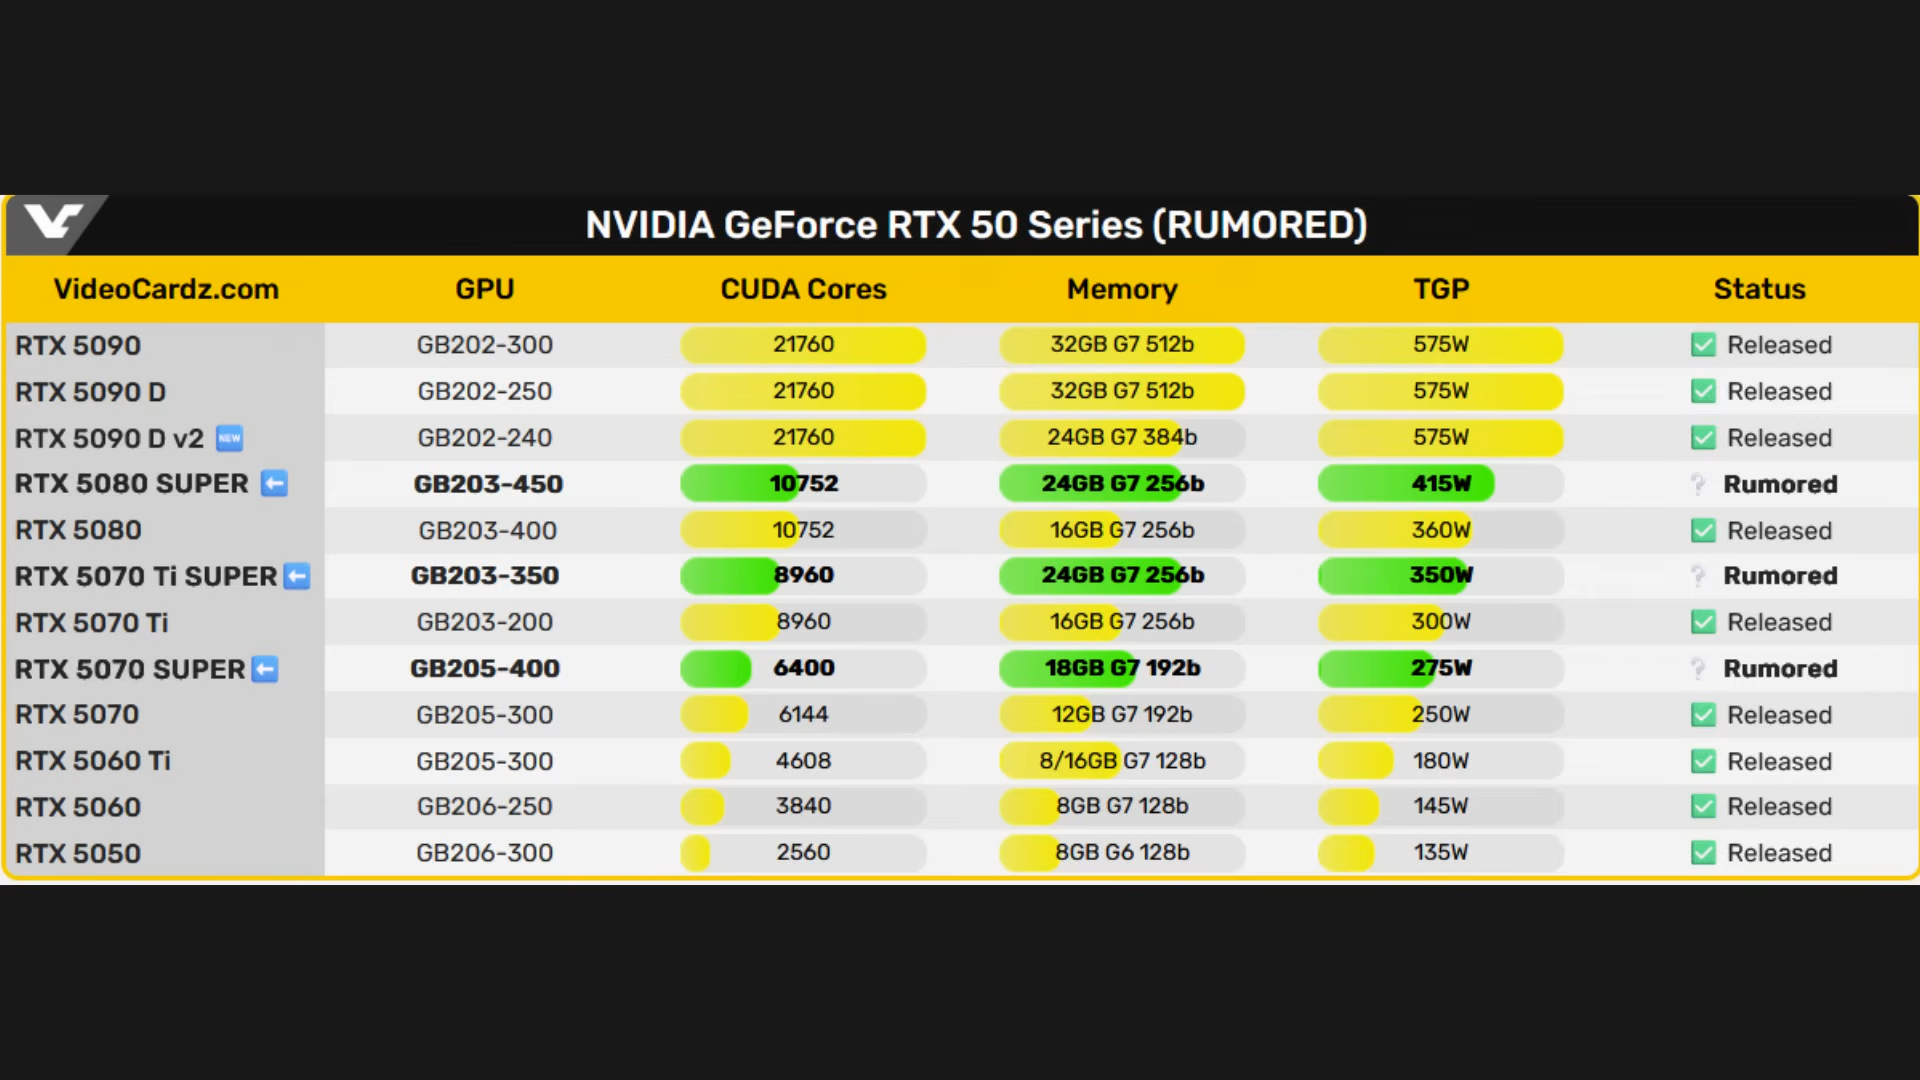 NVIDIA GeForce RTX 50 Series (RUMORED)
VideoCardz.com GPU CUDA Cores Memory TGP Status
RTX 5090 GB202-300 21760 32GB G7 512b 575W Released
RTX 5090 D GB202-250 21760 32GB G7 512b 575W Released
RTX 5090 D v2 NEW GB202-240 21760 24GB G7 384b 575W Released
RTX 5080 SUPER GB203-450 10752 24GB G7 256b 415W ? Rumored
RTX 5080 GB203-400 10752 16GB G7 256b 360W Released
RTX 5070 Ti SUPER GB203-350 8960 24GB G7 256b 350W ? Rumored
RTX 5070 Ti GB203-200 8960 16GB G7 256b 300W Released
RTX 5070 SUPER GB205-400 6400 18GB G7 192b 275W ? Rumored
RTX 5070 GB205-300 6144 12GB G7 192b 250W Released
RTX 5060 Ti GB205-300 4608 8/16GB G7 128b 180W Released
RTX 5060 GB206-250 3840 8GB G7 128b 145W Released
RTX 5050 GB206-300 2560 8GB G6 128b 135W Released